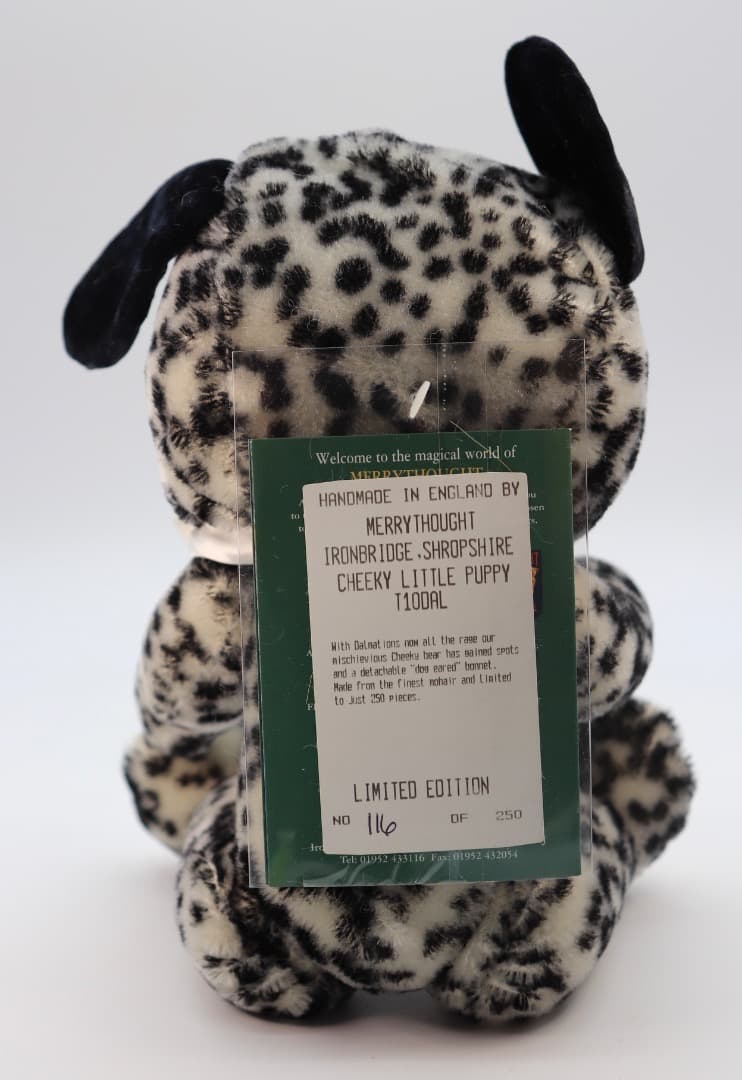 Welcome to the magical world of
MERRYTHOUGHT
HANDMADE IN ENGLAND BY
MERRYTHOUGHT
IRONBRIDGE.SHROPSHIRE
CHEEKY LITTLE PUPPY
T10DAL
With Dalmations now all the rage our
mischievious Cheeky bear has gained spots
and a detachable "dog eared" bonnet.
Made from the finest mohair and limited
to just 250 pieces.
LIMITED EDITION
NO 116 OF 250
Tel: 01952 433116 Fax: 01952 432054